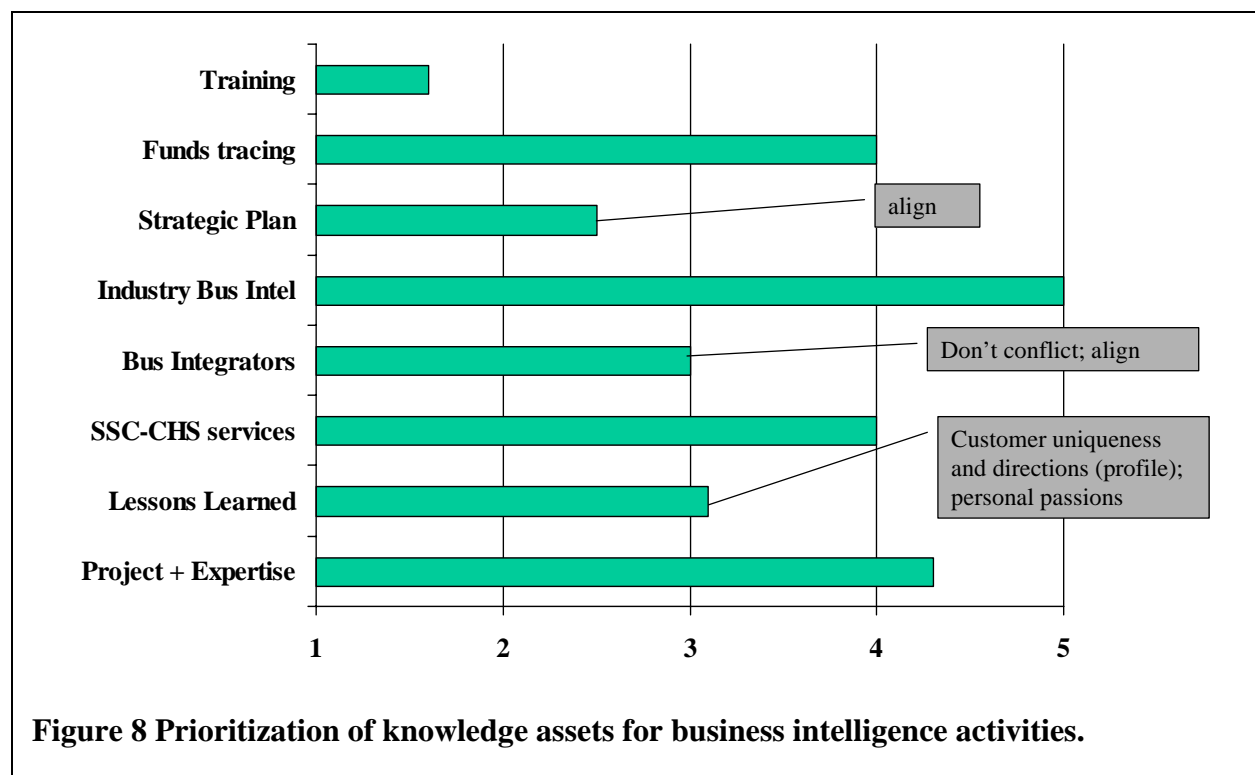 Training
Funds tracing
Strategic Plan
align
Industry Bus Intel
Bus Integrators
Don’t conflict; align
SSC-CHS services
Customer uniqueness
and directions (profile);
personal passions
Lessons Learned
Project + Expertise
1 2 3 4 5
Figure 8 Prioritization of knowledge assets for business intelligence activities.